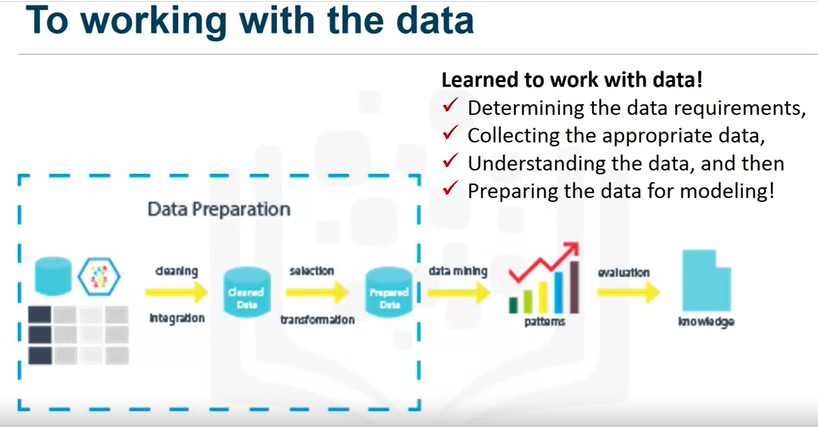 To working with the data
Learned to work with data!
Determining the data requirements,
Collecting the appropriate data,
Understanding the data, and then
Preparing the data for modeling!
Data Preparation
cleaning
integration
Cleaned
Data
selection
transformation
Prepared
Data
data mining
patterns
evaluation
knowledge